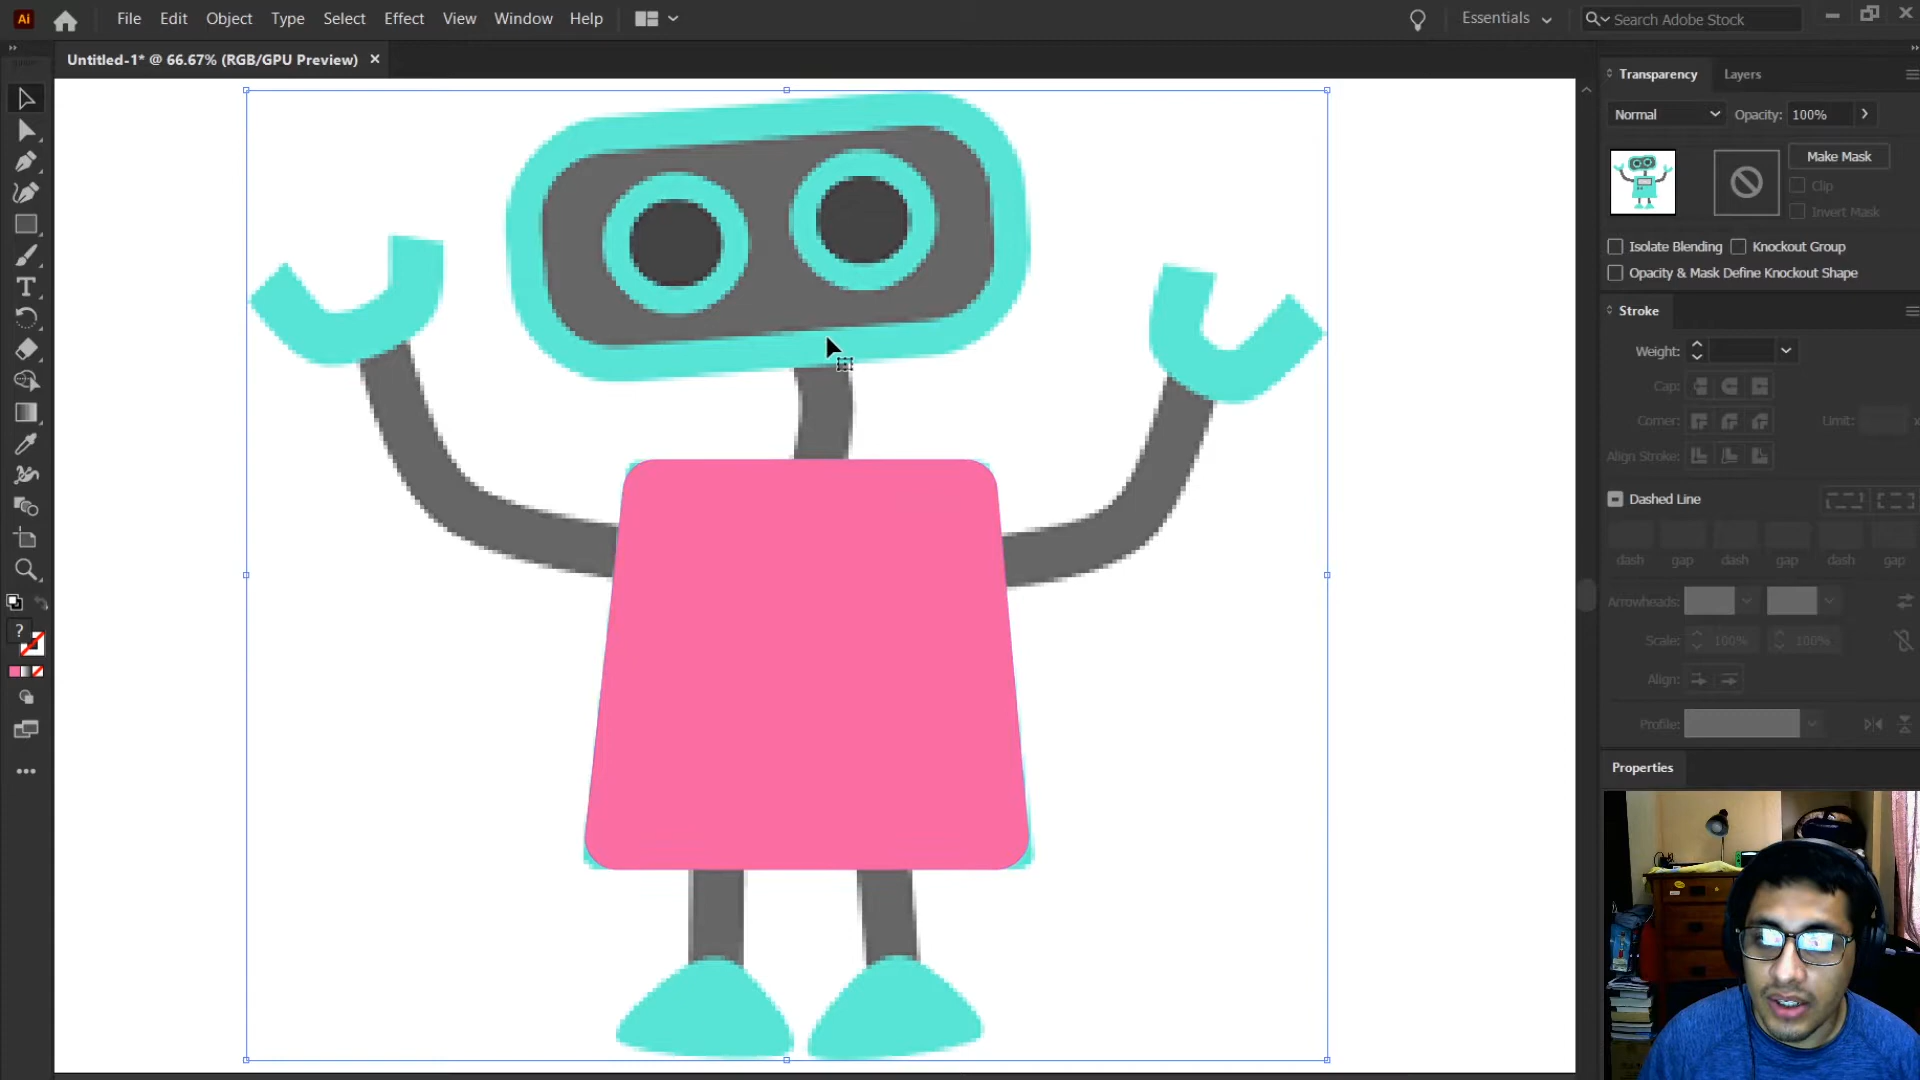 Ai File Edit Object Type Select Effect View Window Help Essentials Search Adobe Stock
Untitled-1* @ 66.67% (RGB/GPU Preview) ×
Transparency Layers
Normal Opacity: 100%
Make Mask
Clip
Invert Mask
Isolate Blending Knockout Group
Opacity & Mask Define Knockout Shape
Stroke
Weight:
Cap:
Corner: Limit: x
Align Stroke:
Dashed Line
dash gap dash gap dash gap
Arrowheads:
Scale: 100% 100%
Align:
Profile:
Properties
T
?